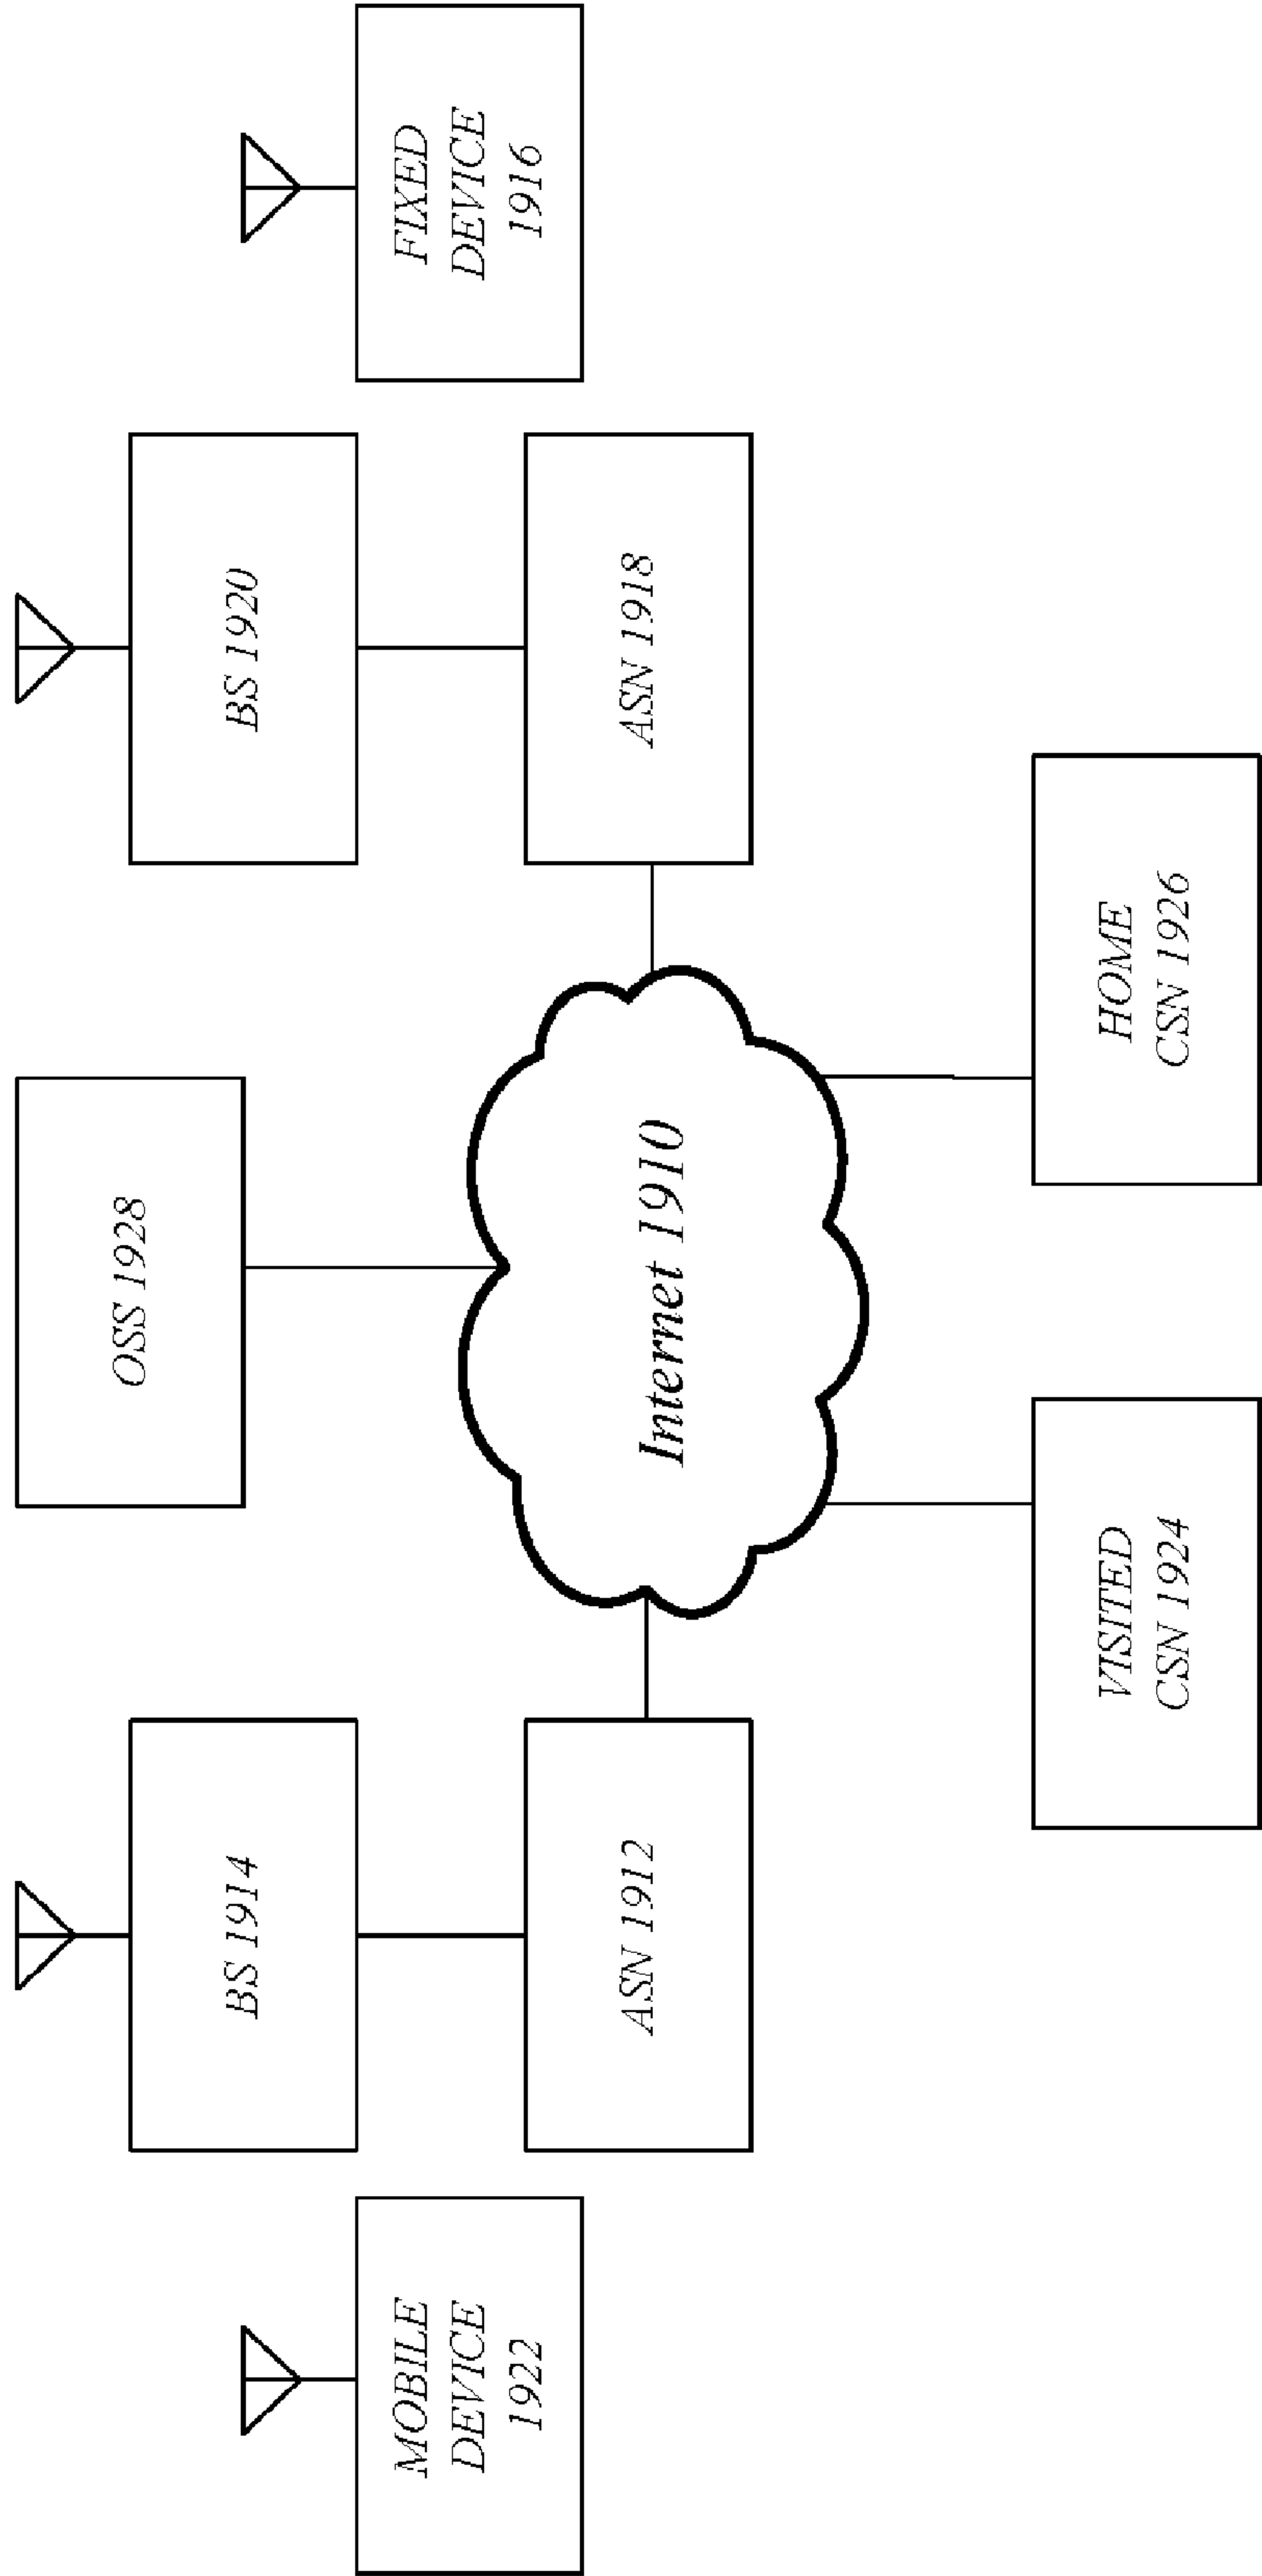 OSS 1928
BS 1914
BS 1920
MOBILE
DEVICE
1922
FIXED
DEVICE
1916
ASN 1912
Internet 1910
ASN 1918
VISITED
CSN 1924
HOME
CSN 1926